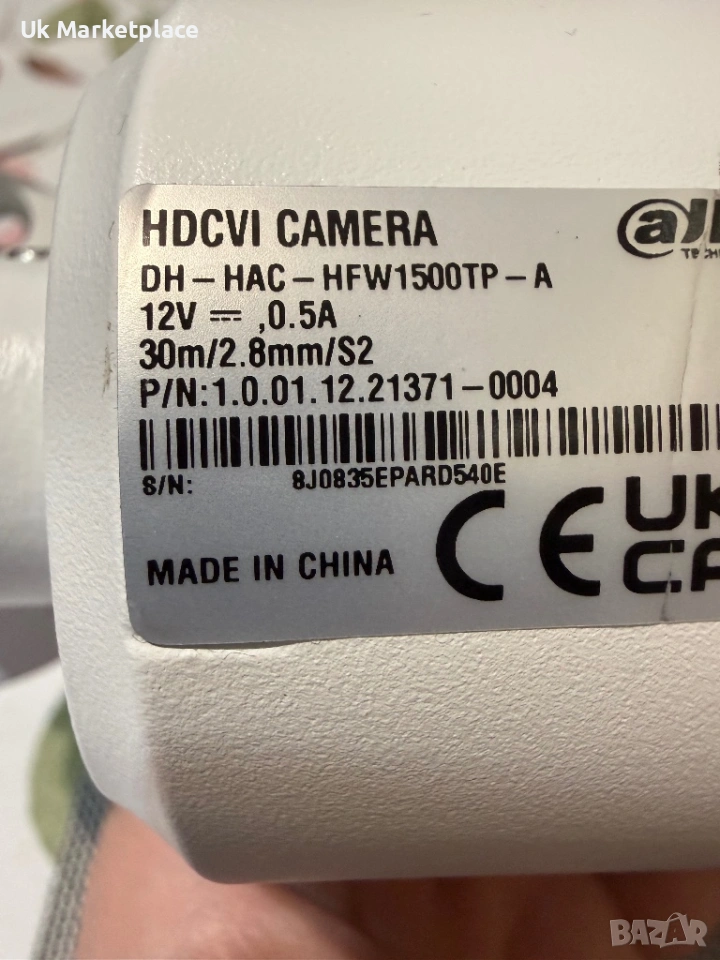 Uk Marketplace
HDCVI CAMERA
DH-HAC-HFW1500TP-A
12V ⎓ ,0.5A
30m/2.8mm/S2
P/N:1.0.01.12.21371-0004
S/N: 8J0835EPARD540E
MADE IN CHINA
CE
UK
CA
BAZAR